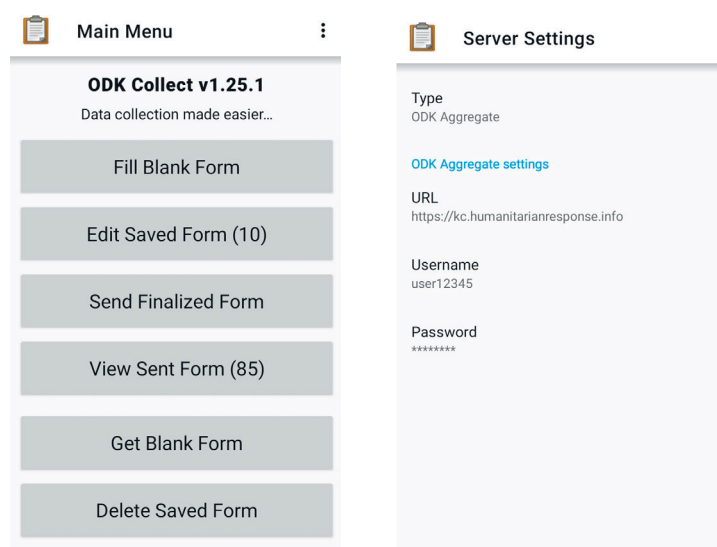 Main Menu
ODK Collect v1.25.1
Data collection made easier...
Fill Blank Form
Edit Saved Form (10)
Send Finalized Form
View Sent Form (85)
Get Blank Form
Delete Saved Form
Server Settings
Type
ODK Aggregate
ODK Aggregate settings
URL
https://kc.humanitarianresponse.info
Username
user12345
Password
********